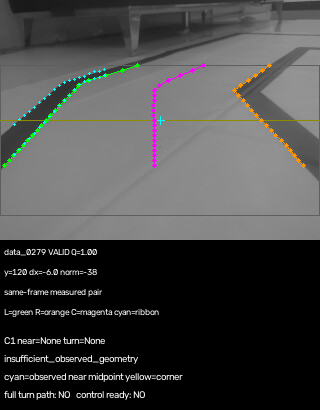 data_0279 VALID Q=1.00
y=120 dx=-6.0 norm=-38
same-frame measured pair
L=green R=orange C=magenta cyan=ribbon
C1 near=None turn=None
insufficient_observed_geometry
cyan=observed near midpoint yellow=corner
full turn path: NO control ready: NO